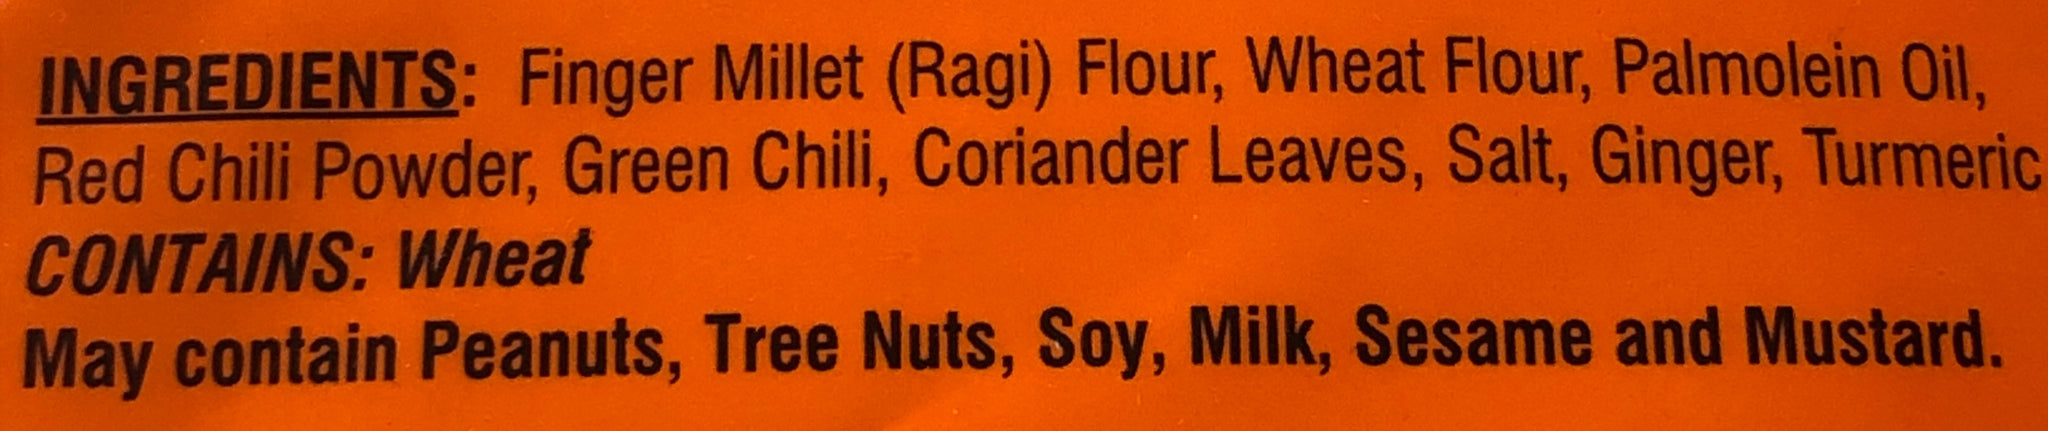 INGREDIENTS: Finger Millet (Ragi) Flour, Wheat Flour, Palmolein Oil,
Red Chili Powder, Green Chili, Coriander Leaves, Salt, Ginger, Turmeric
CONTAINS: Wheat
May contain Peanuts, Tree Nuts, Soy, Milk, Sesame and Mustard.